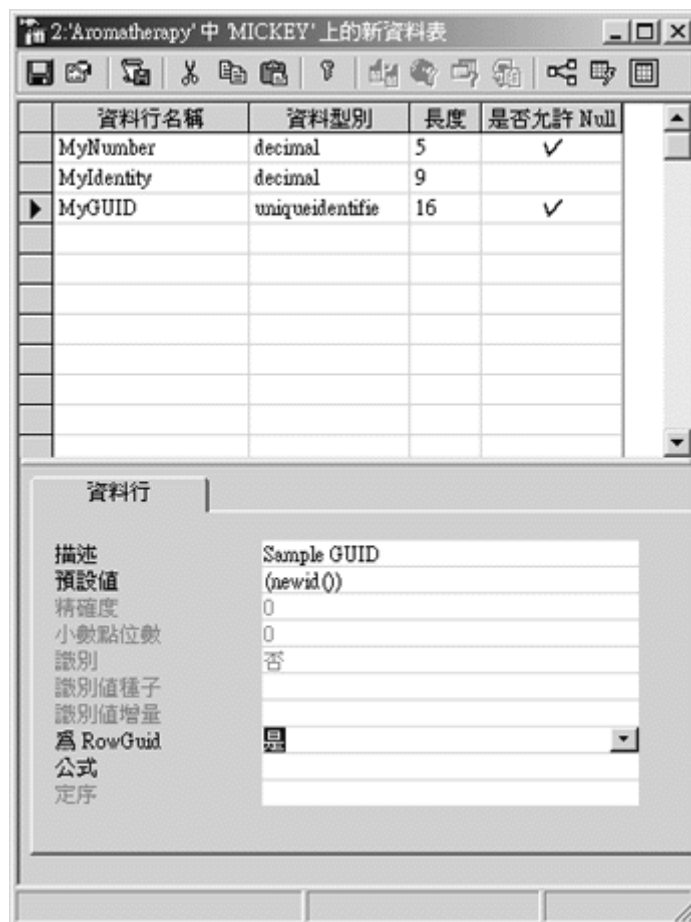 2:'Aromatherapy' 中 'MICKEY' 上的新資料表
資料行名稱 資料型別 長度 是否允許 Null
MyNumber decimal 5
MyIdentity decimal 9
MyGUID uniqueidentifie 16
資料行
描述 Sample GUID
預設值 (newid())
精確度 0
小數點位數 0
識別 否
識別值種子
識別值增量
為 RowGuid 是
公式
定序